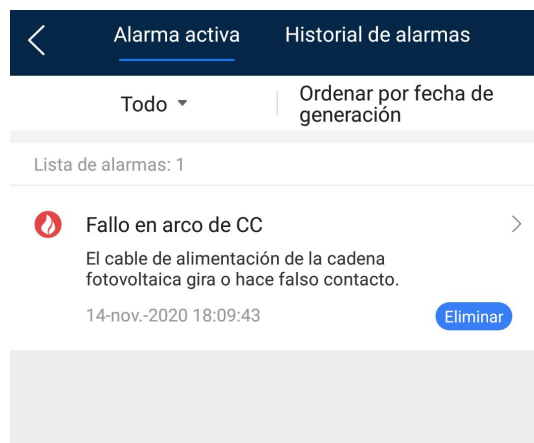 Alarma activa Historial de alarmas
Todo Ordenar por fecha de
generación
Lista de alarmas: 1
Fallo en arco de CC
El cable de alimentación de la cadena
fotovoltaica gira o hace falso contacto.
14-nov.-2020 18:09:43 Eliminar